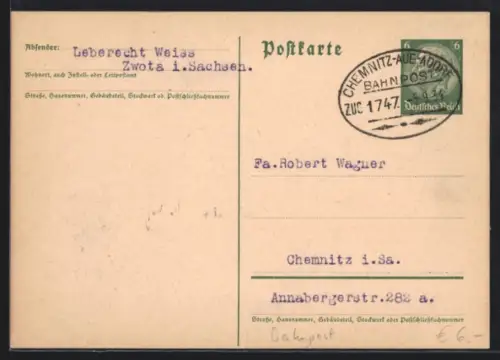 Absender: Leberecht Weiss
Zwota i.Sachsen.
Wohnort, auch Zustell- oder Leitpostamt
Straße, Hausnummer, Gebäudeteil, Stockwerk od. Postschließfachnummer
Postkarte
6 6
Deutsches Reich
CHEMNITZ-AUE-ADORF
BAHNPOST
ZUG 1747
Fa.Robert Wagner
Chemnitz i.Sa.
Annabergerstr.282 a.
Straße, Hausnummer, Gebäudeteil, Stockwerk oder Postschließfachnummer
Bahnpost
€ 6,-